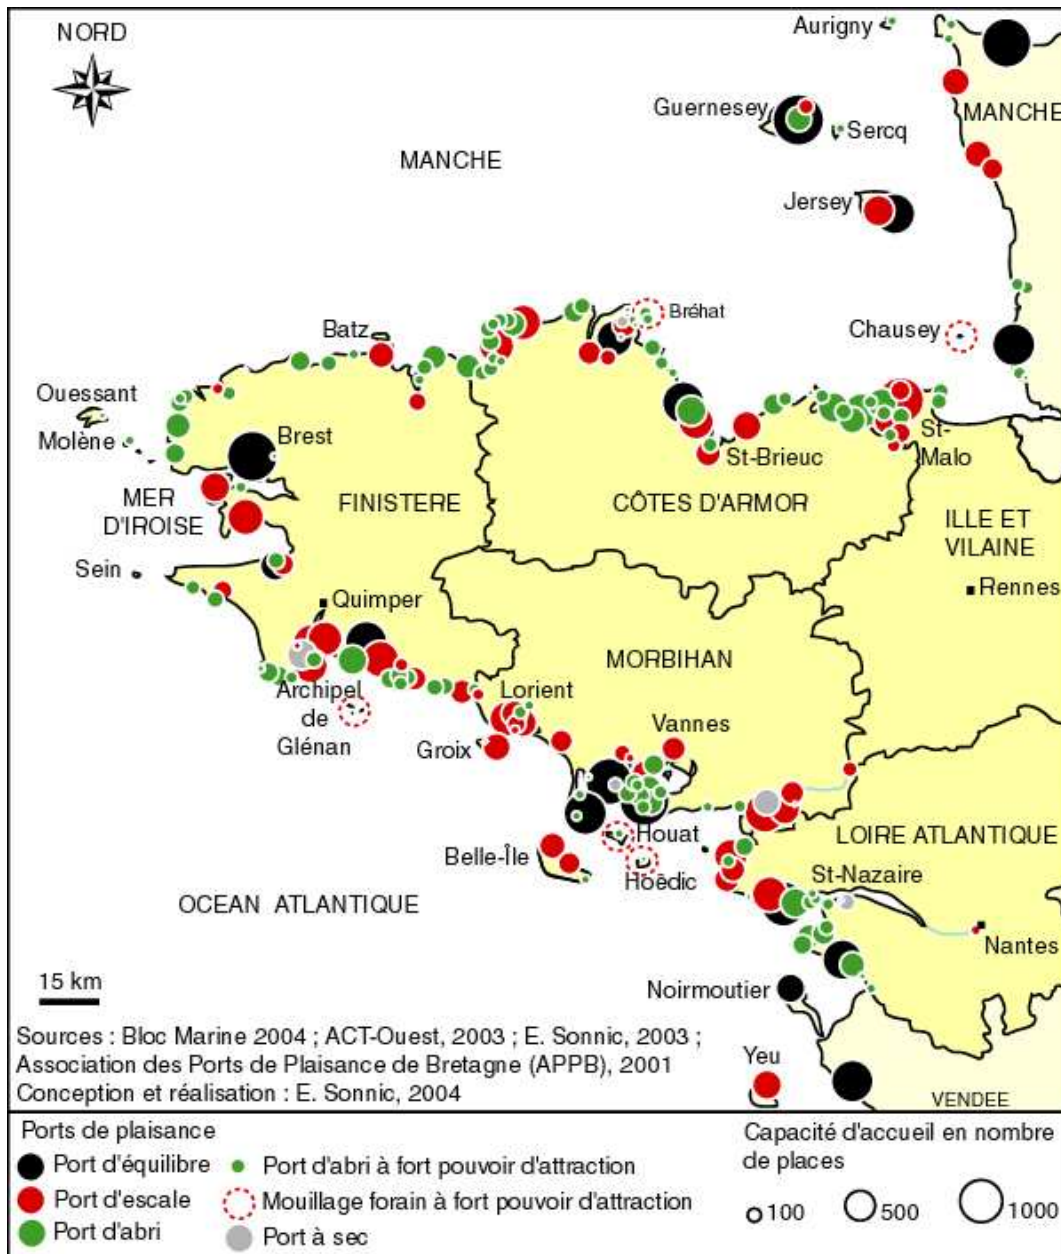 NORD
Aurigny
MANCHE
Guernesey
Sercq
MANCHE
Jersey
Bréhat
Batz
Chausey
Ouessant
Molène
Brest
St-Brieuc
St-
Malo
MER
D'IROISE
FINISTERE
CÔTES D'ARMOR
ILLE ET
VILAINE
Sein
Quimper
Rennes
MORBIHAN
Archipel
de
Glénan
Lorient
Vannes
Groix
Houat
LOIRE ATLANTIQUE
Belle-Île
Hoëdic
St-Nazaire
OCEAN ATLANTIQUE
Nantes
15 km
Noirmoutier
Sources : Bloc Marine 2004 ; ACT-Ouest, 2003 ; E. Sonnic, 2003 ;
Association des Ports de Plaisance de Bretagne (APPB), 2001
Conception et réalisation : E. Sonnic, 2004
Yeu
VENDEE
Ports de plaisance
Port d'équilibre
Port d'escale
Port d'abri
Port d'abri à fort pouvoir d'attraction
Mouillage forain à fort pouvoir d'attraction
Port à sec
Capacité d'accueil en nombre
de places
100
500
1000